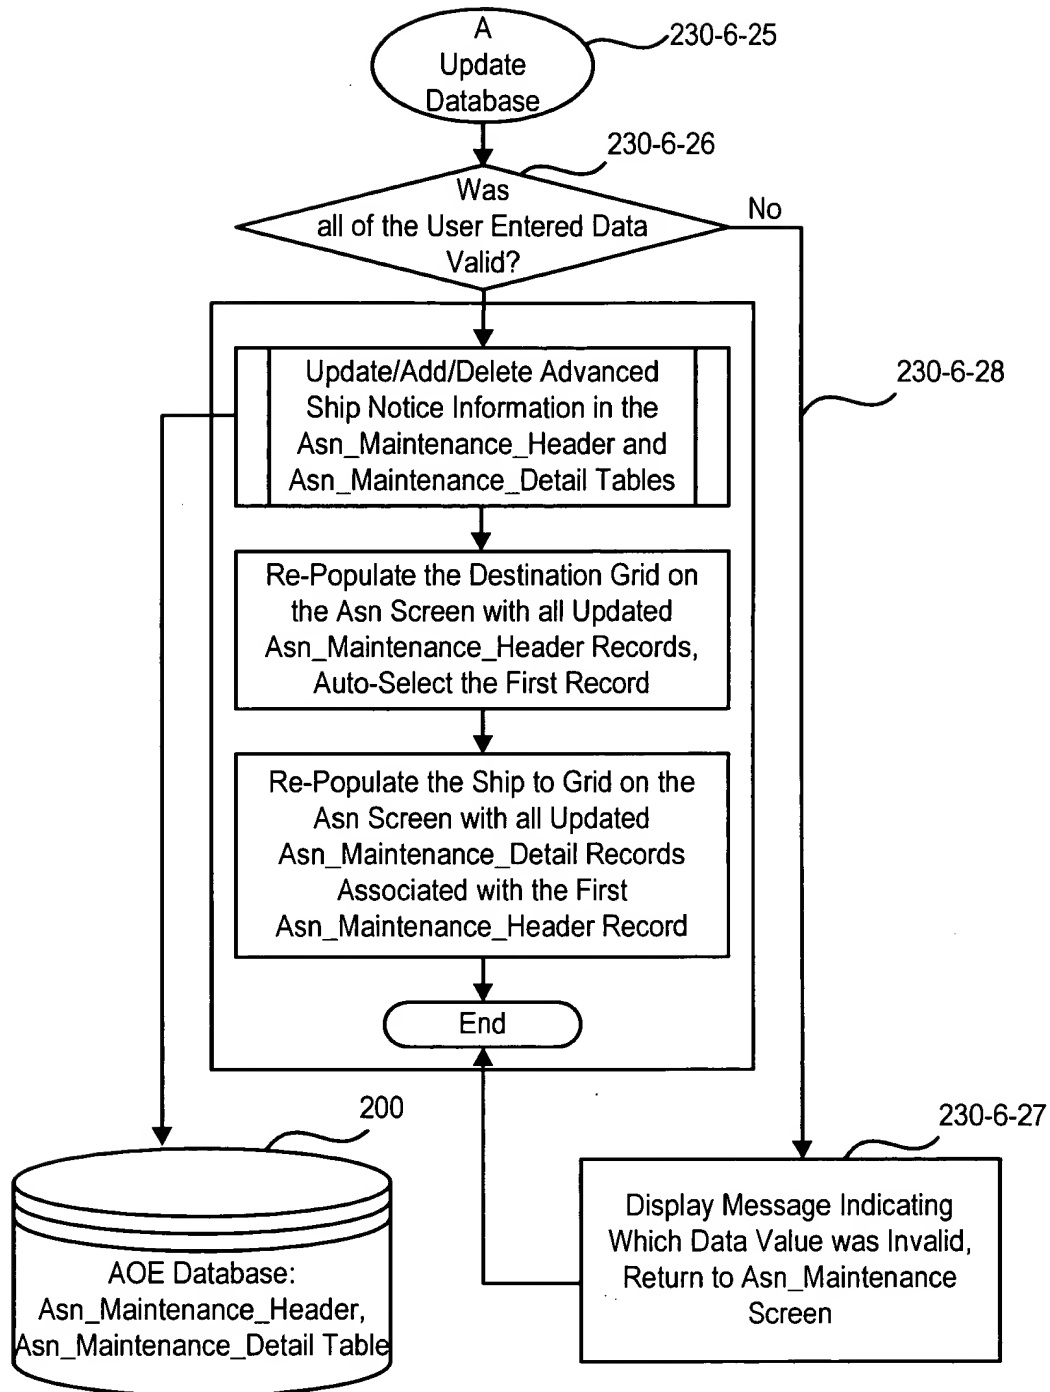 A
Update
Database
230-6-25
230-6-26
Was
all of the User Entered Data
Valid?
No
Update/Add/Delete Advanced
Ship Notice Information in the
Asn_Maintenance_Header and
Asn_Maintenance_Detail Tables
230-6-28
Re-Populate the Destination Grid on
the Asn Screen with all Updated
Asn_Maintenance_Header Records,
Auto-Select the First Record
Re-Populate the Ship to Grid on the
Asn Screen with all Updated
Asn_Maintenance_Detail Records
Associated with the First
Asn_Maintenance_Header Record
End
200
AOE Database:
Asn_Maintenance_Header,
Asn_Maintenance_Detail Table
230-6-27
Display Message Indicating
Which Data Value was Invalid,
Return to Asn_Maintenance
Screen